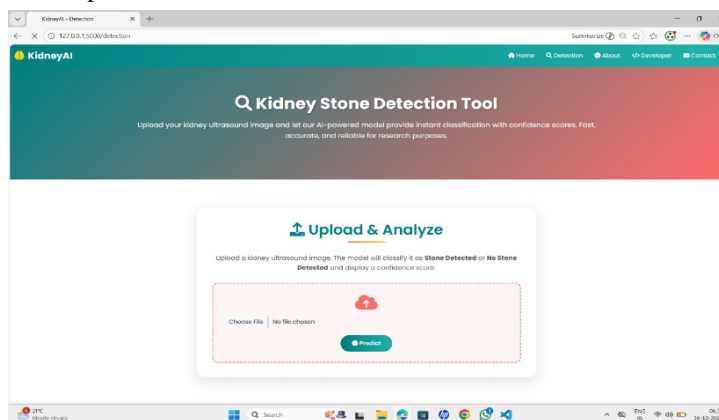 KidneyAI - Detection
127.0.0.1:5000/detection
Summarize
KidneyAI
Home Detection About Developer Contact
Kidney Stone Detection Tool
Upload your kidney ultrasound image and let our AI-powered model provide instant classification with confidence scores. Fast,
accurate, and reliable for research purposes.
Upload & Analyze
Upload a kidney ultrasound image. The model will classify it as Stone Detected or No Stone
Detected and display a confidence score.
Choose File No file chosen
Predict
21°C
Mostly cloudy
Search
ENG
IN